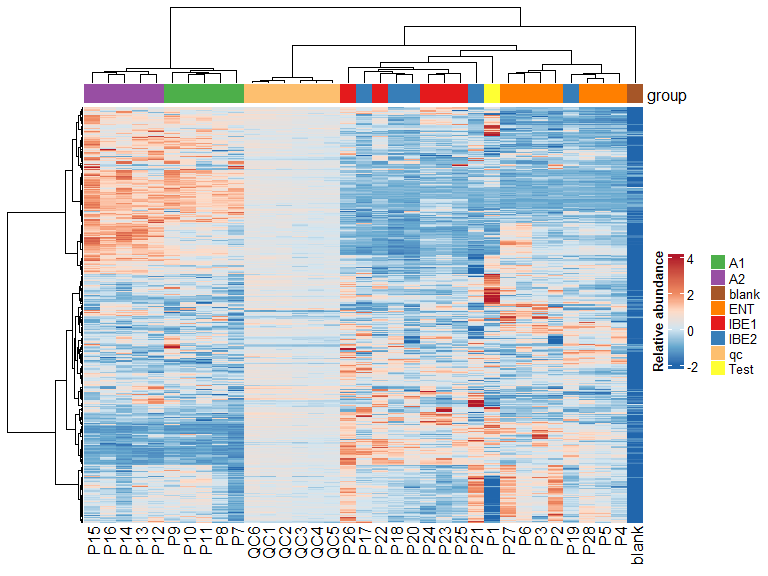 group
Relative abundance
4
2
0
-2
A1
A2
blank
ENT
IBE1
IBE2
qc
Test
P15
P16
P14
P13
P12
P9
P10
P11
P8
P7
QC6
QC1
QC2
QC3
QC4
QC5
P26
P17
P22
P18
P20
P24
P23
P25
P21
P1
P27
P6
P3
P2
P19
P28
P5
P4
blank